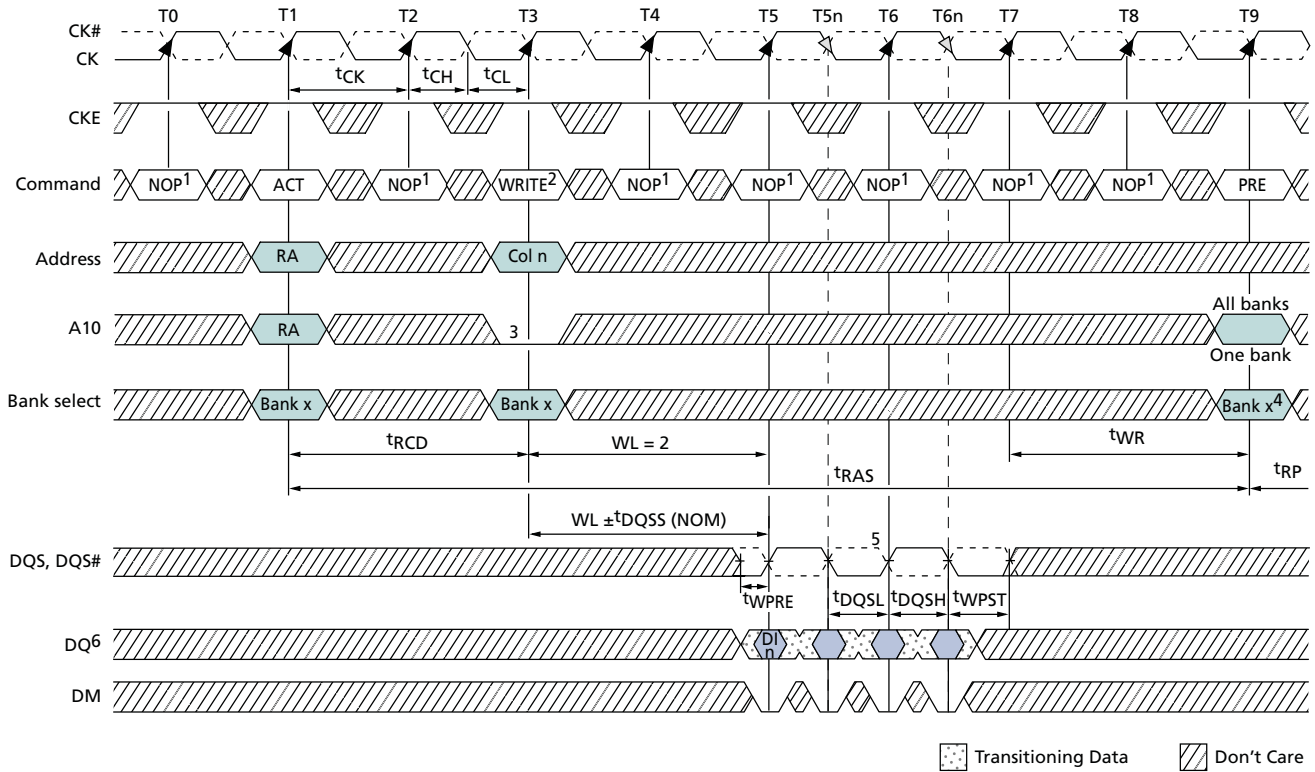 T0 T1 T2 T3 T4 T5 T5n T6 T6n T7 T8 T9
CK#
CK
tCK tCH tCL
CKE
Command NOP1 ACT NOP1 WRITE2 NOP1 NOP1 NOP1 NOP1 NOP1 PRE
Address RA Col n
All banks
A10 RA 3
One bank
Bank select Bank x Bank x Bank x4
tRCD WL = 2 tWR
tRAS tRP
WL ±tDQSS (NOM)
5
DQS, DQS#
tWPRE tDQSL tDQSH tWPST
DQ6 DI n
DM
Transitioning Data Don't Care